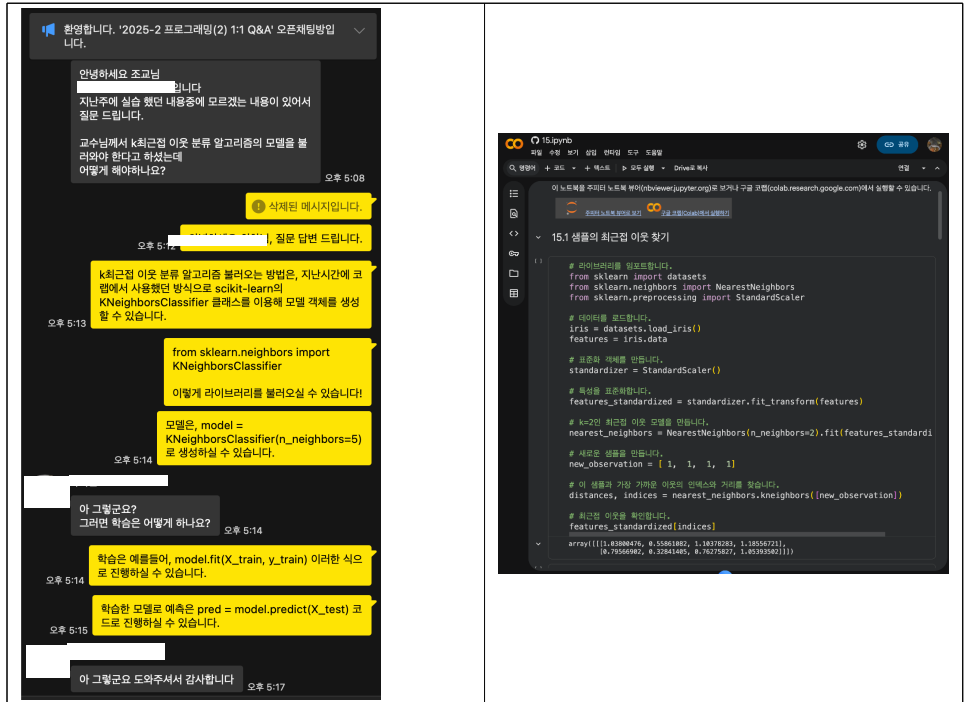 환영합니다. '2025-2 프로그래밍(2) 1:1 Q&A' 오픈채팅방입
니다.
안녕하세요 조교님
입니다
지난주에 실습 했던 내용중에 모르겠는 내용이 있어서
질문 드립니다.
교수님께서 k최근접 이웃 분류 알고리즘의 모델을 불
러와야 한다고 하셨는데
어떻게 해야하나요?
오후 5:08
삭제된 메시지입니다.
, 질문 답변 드립니다.
오후 5:12
k최근접 이웃 분류 알고리즘 불러오는 방법은, 지난시간에 코
랩에서 사용했던 방식으로 scikit-learn의
KNeighborsClassifier 클래스를 이용해 모델 객체를 생성
할 수 있습니다.
오후 5:13
from sklearn.neighbors import
KNeighborsClassifier
이렇게 라이브러리를 불러오실 수 있습니다!
모델은, model =
KNeighborsClassifier(n_neighbors=5)
로 생성하실 수 있습니다.
오후 5:14
아 그렇군요?
그러면 학습은 어떻게 하나요?
오후 5:14
학습은 예를들어, model.fit(X_train, y_train) 이러한 식으
로 진행하실 수 있습니다.
오후 5:14
학습한 모델로 예측은 pred = model.predict(X_test) 코
드로 진행하실 수 있습니다.
오후 5:15
아 그렇군요 도와주셔서 감사합니다
오후 5:17
15.ipynb
파일 수정 보기 삽입 런타임 도구 도움말
공유
명령어 + 코드 + 텍스트 모두 실행 Drive로 복사
연결
이 노트북을 주피터 노트북 뷰어(nbviewer.jupyter.org)로 보거나 구글 코랩(colab.research.google.com)에서 실행할 수 있습니다.
주피터 노트북 뷰어로 보기 구글 코랩(Colab)에서 실행하기
15.1 샘플의 최근접 이웃 찾기
# 라이브러리를 임포트합니다.
from sklearn import datasets
from sklearn.neighbors import NearestNeighbors
from sklearn.preprocessing import StandardScaler
# 데이터를 로드합니다.
iris = datasets.load_iris()
features = iris.data
# 표준화 객체를 만듭니다.
standardizer = StandardScaler()
# 특성을 표준화합니다.
features_standardized = standardizer.fit_transform(features)
# k=2인 최근접 이웃 모델을 만듭니다.
nearest_neighbors = NearestNeighbors(n_neighbors=2).fit(features_standardi
# 새로운 샘플을 만듭니다.
new_observation = [ 1, 1, 1, 1]
# 이 샘플과 가장 가까운 이웃의 인덱스와 거리를 찾습니다.
distances, indices = nearest_neighbors.kneighbors([new_observation])
# 최근접 이웃을 확인합니다.
features_standardized[indices]
array([[[1.03800476, 0.55861082, 1.10378283, 1.18556721],
[0.79566902, 0.32841405, 0.76275827, 1.05393502]]])